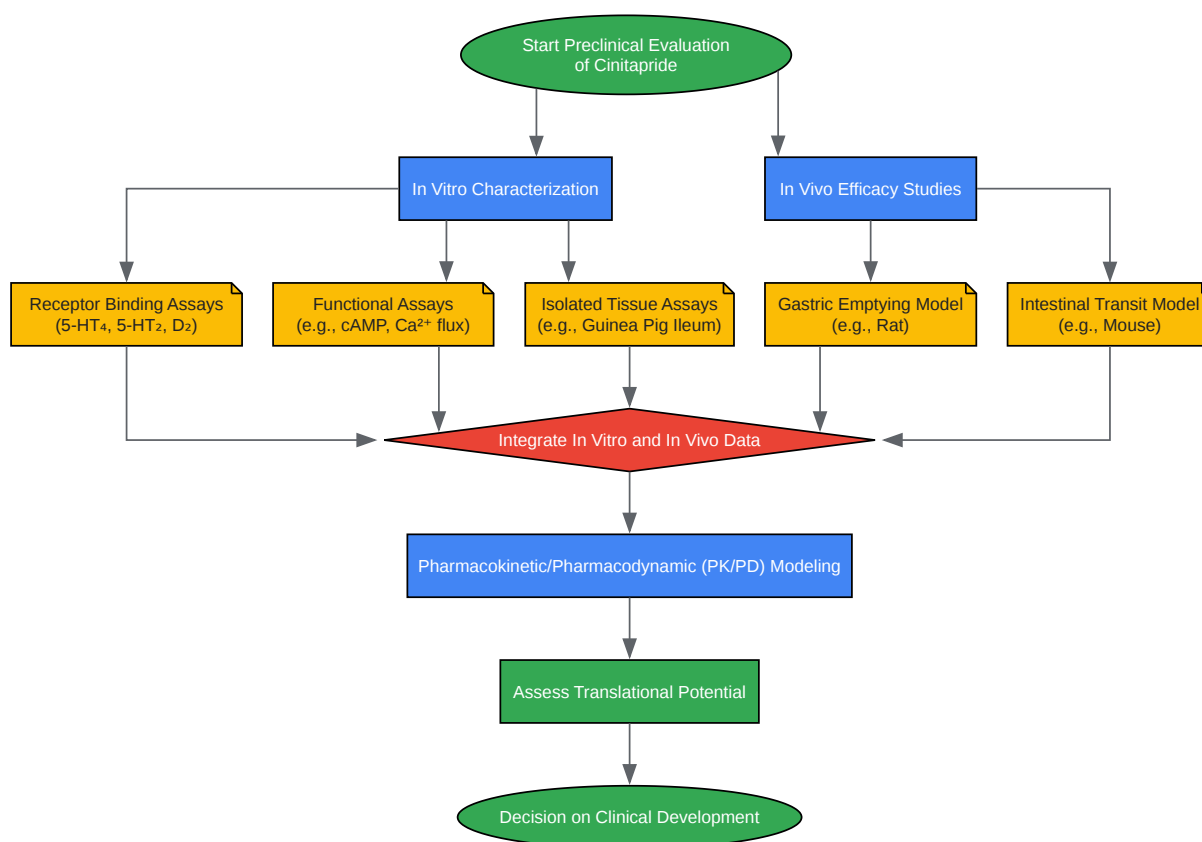 Start Preclinical Evaluation
of Cinitapride
In Vitro Characterization
In Vivo Efficacy Studies
Receptor Binding Assays
(5-HT₄, 5-HT₂, D₂)
Functional Assays
(e.g., cAMP, Ca²⁺ flux)
Isolated Tissue Assays
(e.g., Guinea Pig Ileum)
Gastric Emptying Model
(e.g., Rat)
Intestinal Transit Model
(e.g., Mouse)
Integrate In Vitro and In Vivo Data
Pharmacokinetic/Pharmacodynamic (PK/PD) Modeling
Assess Translational Potential
Decision on Clinical Development